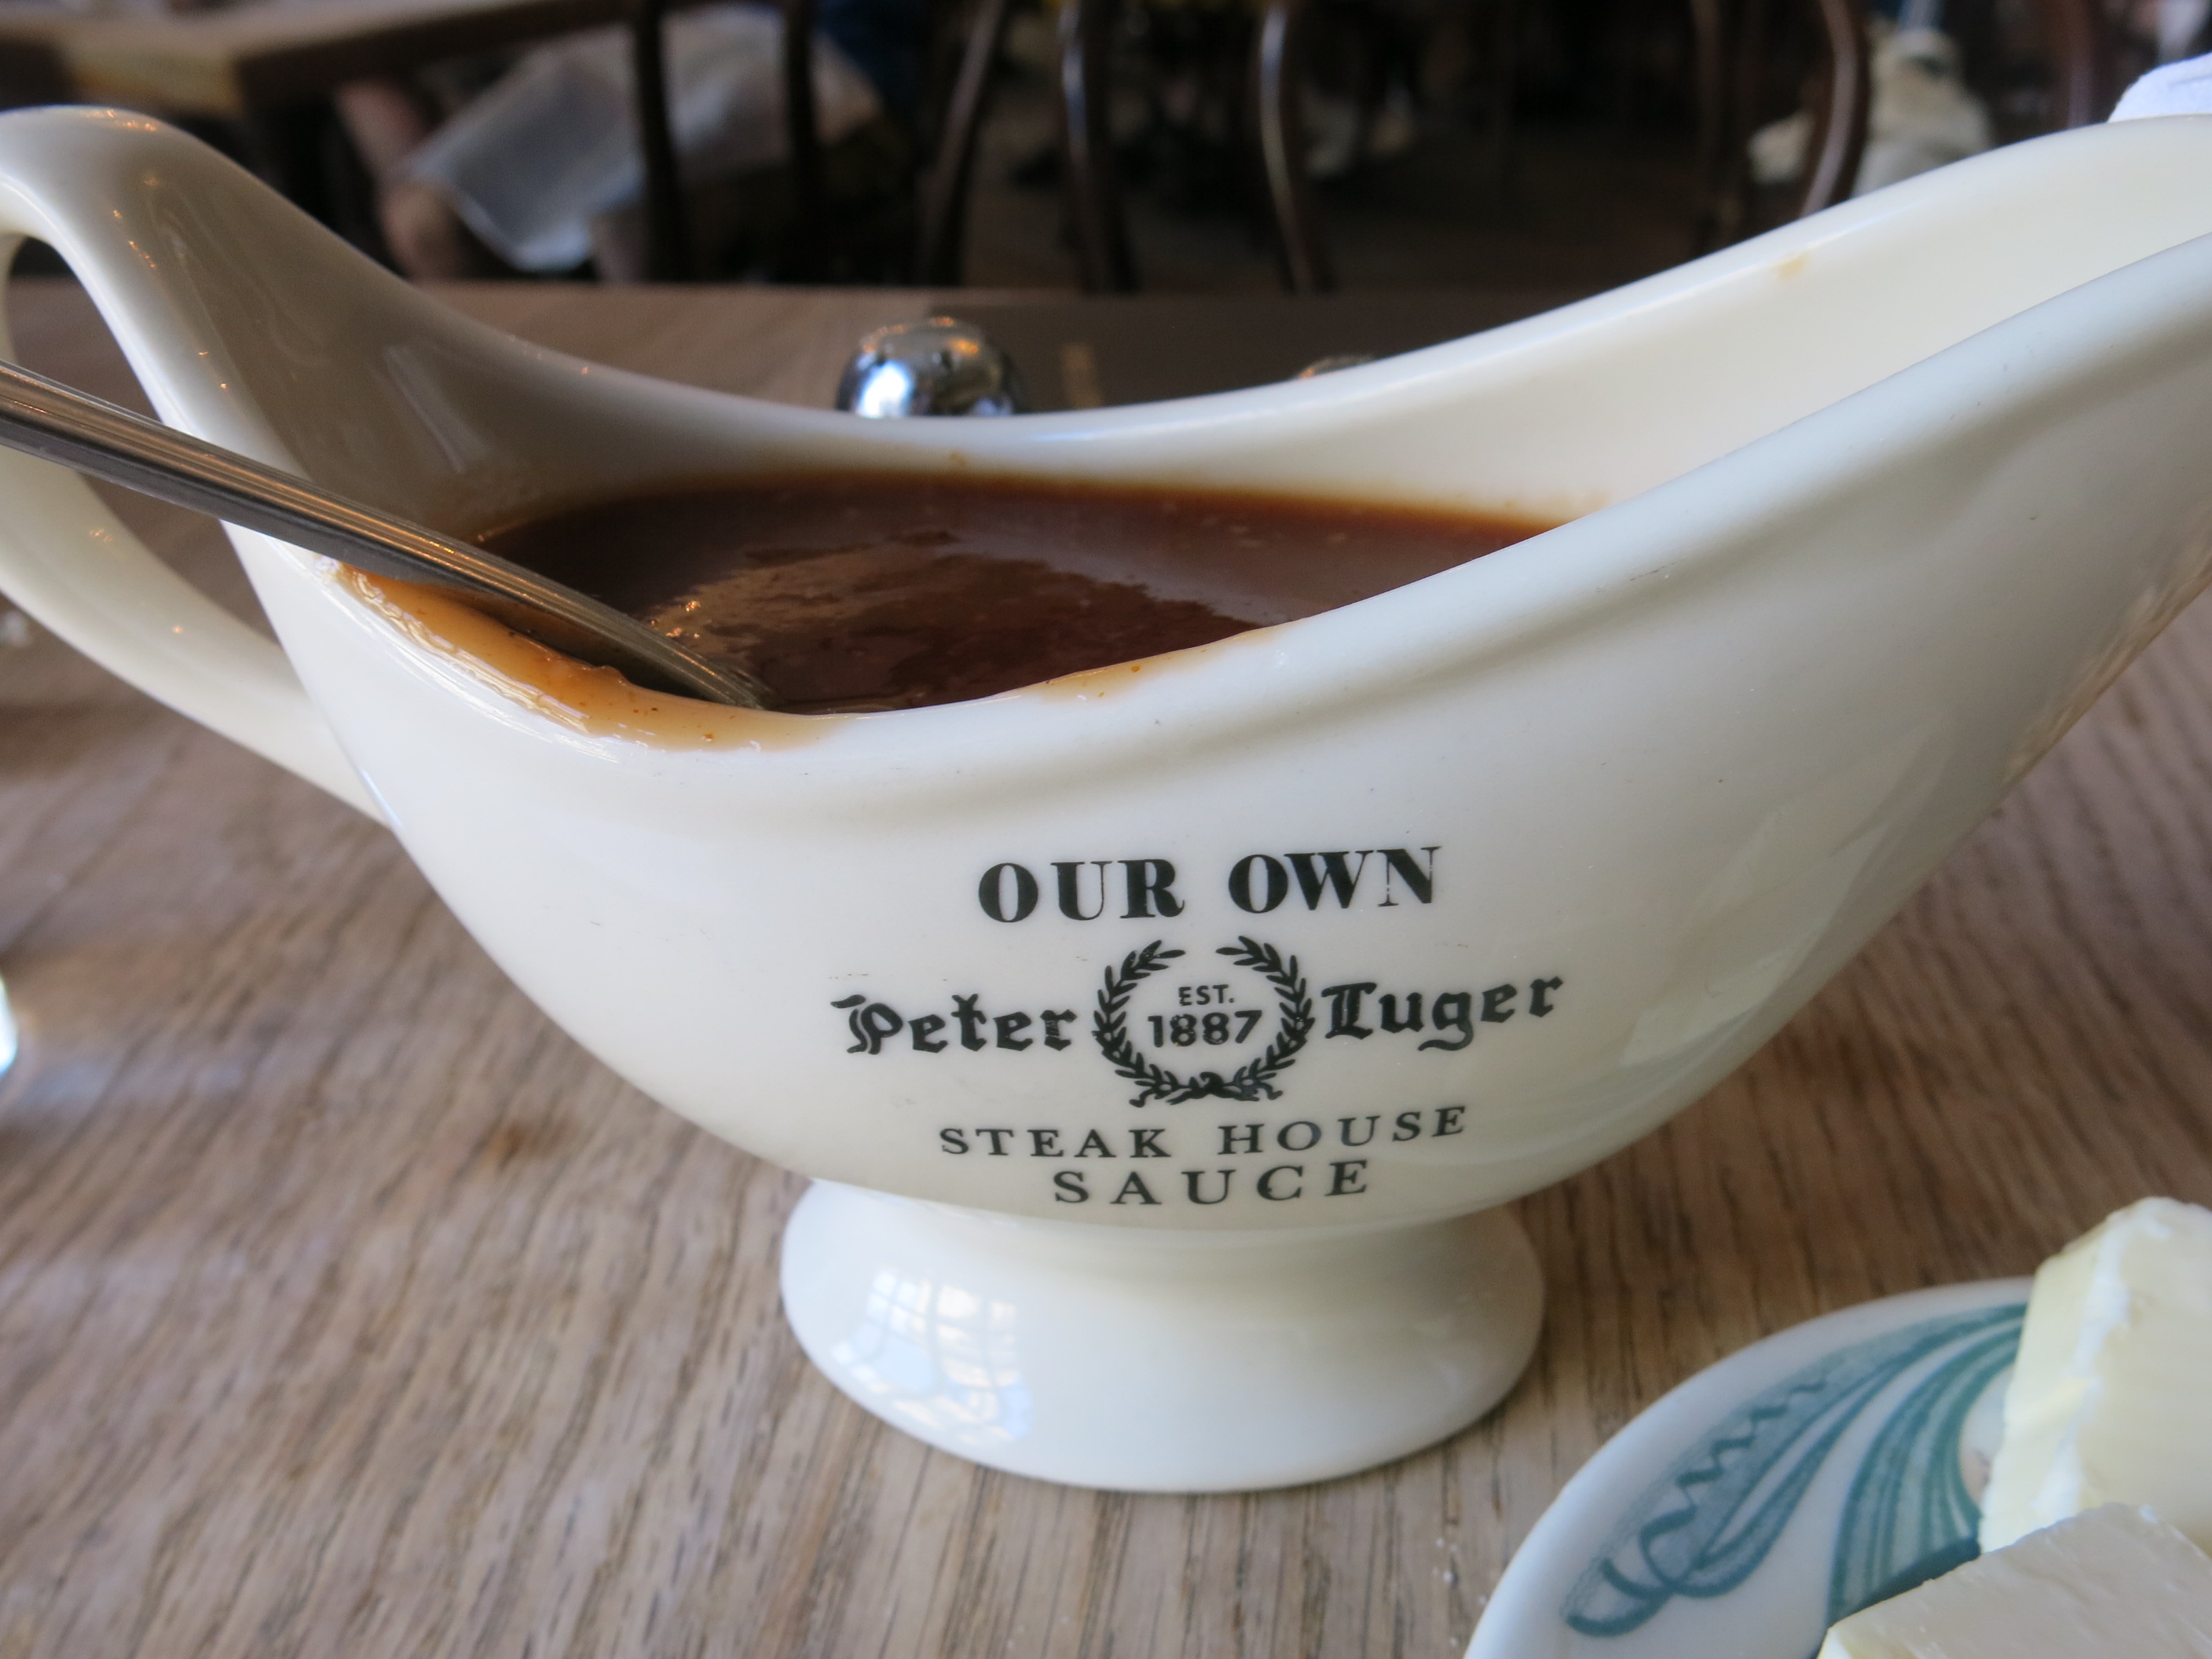 OUR OWN
Peter EST. 1887 Luger
STEAK HOUSE
SAUCE